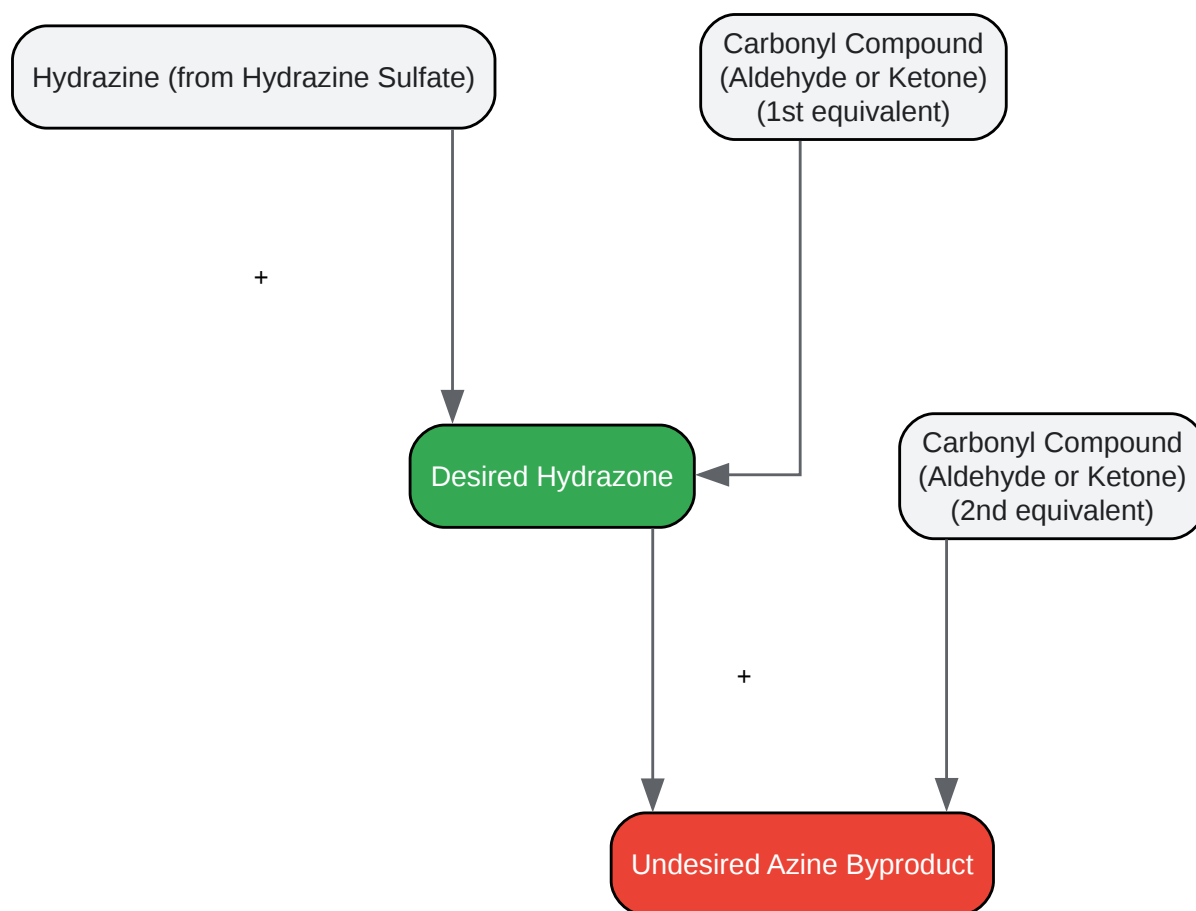 Hydrazine (from Hydrazine Sulfate)
Carbonyl Compound
(Aldehyde or Ketone)
(1st equivalent)
+
Desired Hydrazone
Carbonyl Compound
(Aldehyde or Ketone)
(2nd equivalent)
+
Undesired Azine Byproduct